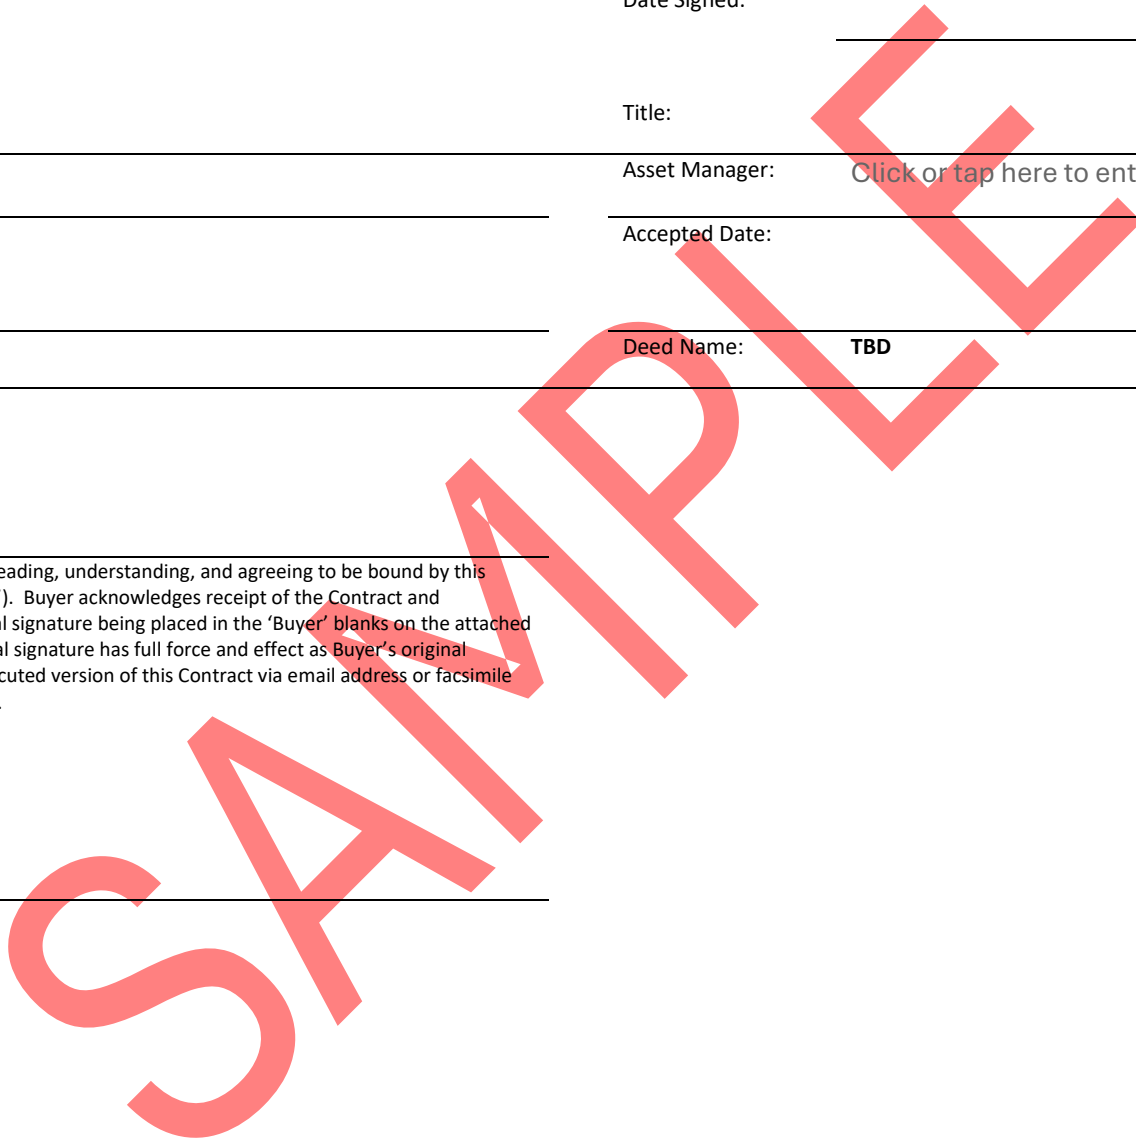 Date Signed:
Title:
Asset Manager: Click or tap here to ent
Accepted Date:
Deed Name: TBD
eading, understanding, and agreeing to be bound by this
’). Buyer acknowledges receipt of the Contract and
al signature being placed in the ‘Buyer’ blanks on the attached
al signature has full force and effect as Buyer’s original
cuted version of this Contract via email address or facsimile
.
SAMPLE